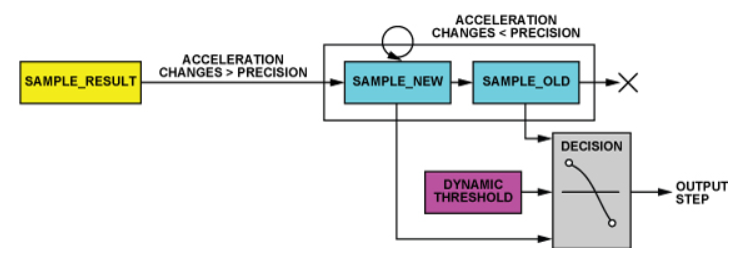 ACCELERATION
CHANGES < PRECISION
ACCELERATION
CHANGES > PRECISION
SAMPLE_RESULT
SAMPLE_NEW
SAMPLE_OLD
DECISION
DYNAMIC
THRESHOLD
OUTPUT
STEP